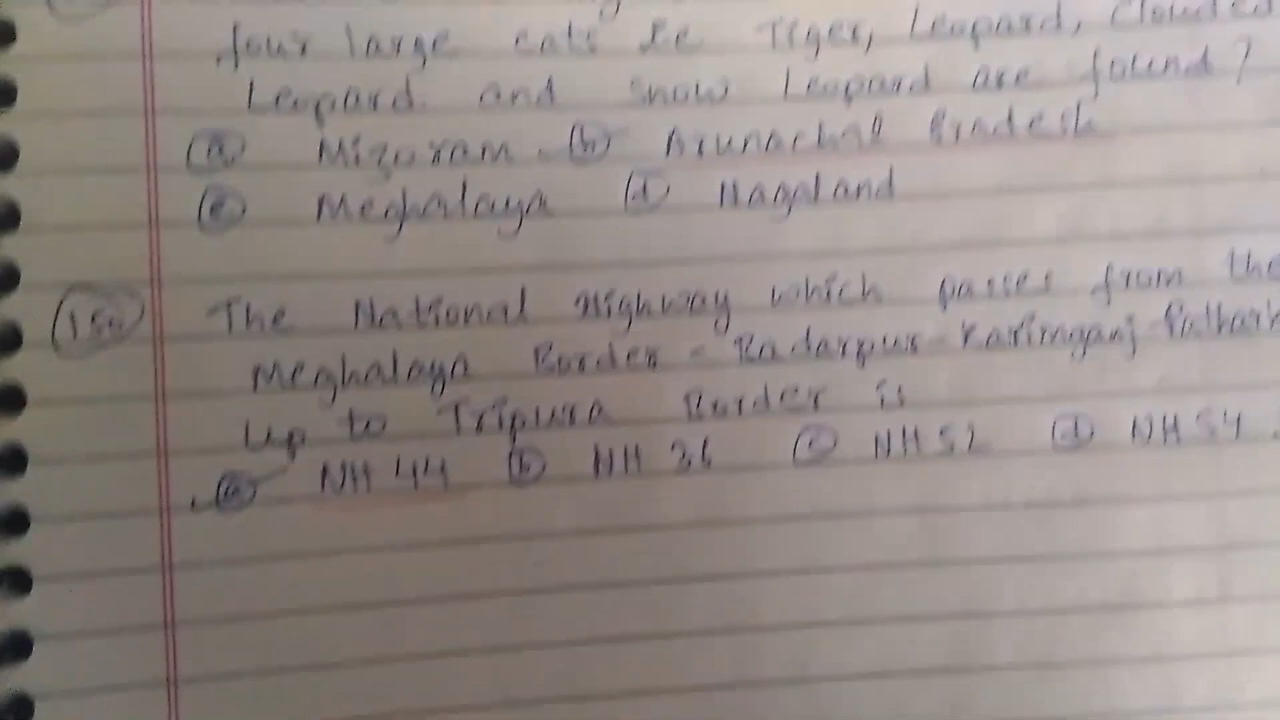 four large cats ie Tiger, Leopard, Clouded
Leopard and Snow Leopard are found?
(a) Mizoram (b) Arunachal Pradesh
(c) Meghalaya (d) Nagaland
(150) The National Highway which passes from the
Meghalaya Border - Badarpur - Karimganj -
Up to Tripura Border is
(a) NH 44 (b) NH 36 (c) NH 52 (d) NH 54.